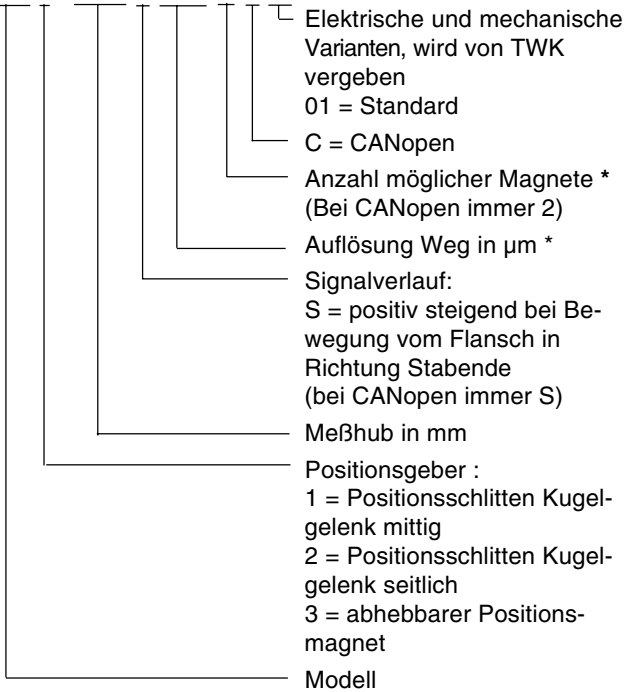 Elektrische und mechanische
Varianten, wird von TWK
vergeben
01 = Standard
C = CANopen
Anzahl möglicher Magnete *
(Bei CANopen immer 2)
Auflösung Weg in µm *
Signalverlauf:
S = positiv steigend bei Be-
wegung vom Flansch in
Richtung Stabende
(bei CANopen immer S)
Meßhub in mm
Positionsgeber :
1 = Positionsschlitten Kugel-
gelenk mittig
2 = Positionsschlitten Kugel-
gelenk seitlich
3 = abhebbarer Positions-
magnet
Modell